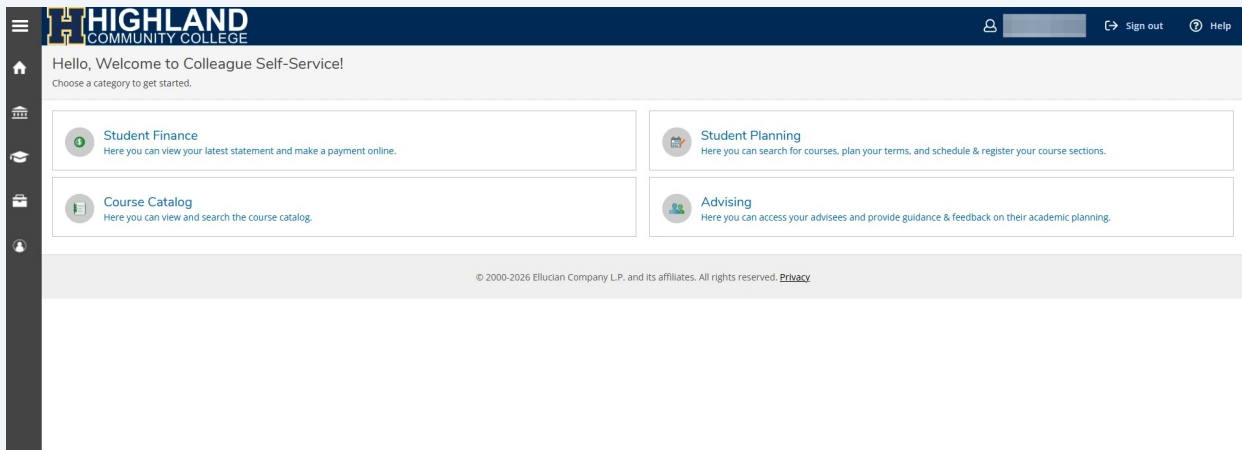 HIGHLAND
COMMUNITY COLLEGE
Sign out
Help
Hello, Welcome to Colleague Self-Service!
Choose a category to get started.
Student Finance
Here you can view your latest statement and make a payment online.
Student Planning
Here you can search for courses, plan your terms, and schedule & register your course sections.
Course Catalog
Here you can view and search the course catalog.
Advising
Here you can access your advisees and provide guidance & feedback on their academic planning.
© 2000-2026 Ellucian Company L.P. and its affiliates. All rights reserved. Privacy